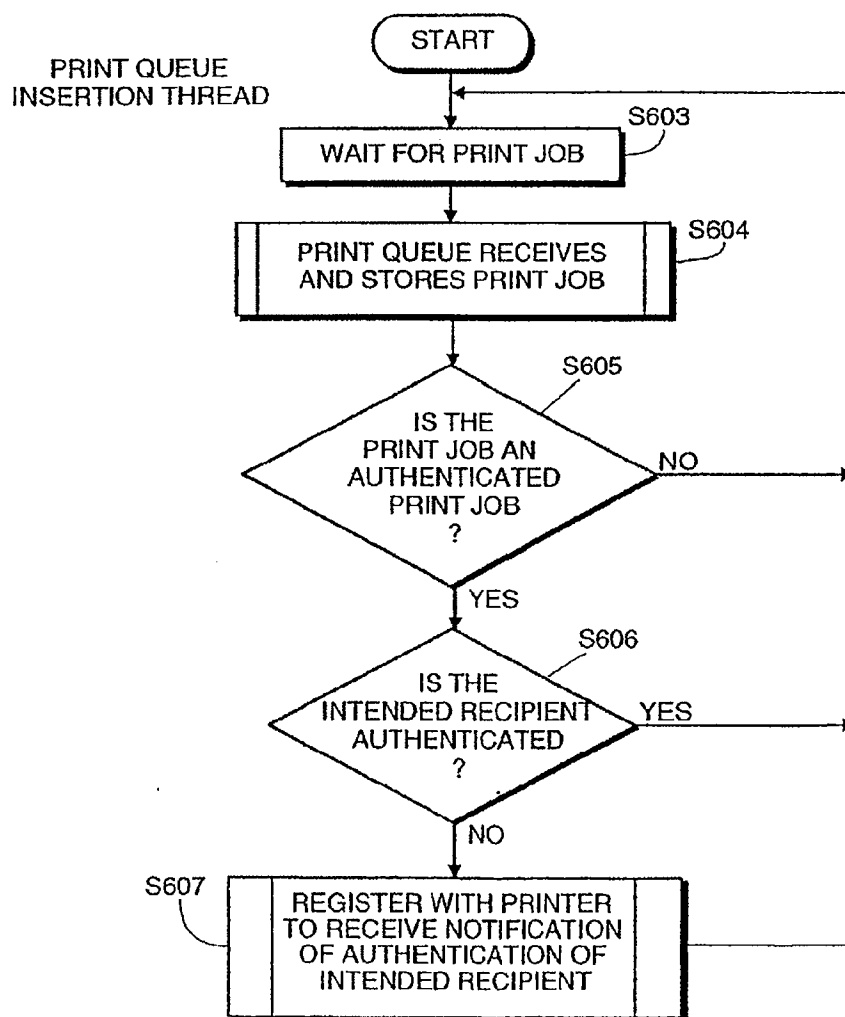 START
PRINT QUEUE
INSERTION THREAD
S603
WAIT FOR PRINT JOB
S604
PRINT QUEUE RECEIVES
AND STORES PRINT JOB
S605
IS THE
PRINT JOB AN
AUTHENTICATED
PRINT JOB
?
NO
YES
S606
IS THE
INTENDED RECIPIENT
AUTHENTICATED
?
YES
NO
S607
REGISTER WITH PRINTER
TO RECEIVE NOTIFICATION
OF AUTHENTICATION OF
INTENDED RECIPIENT